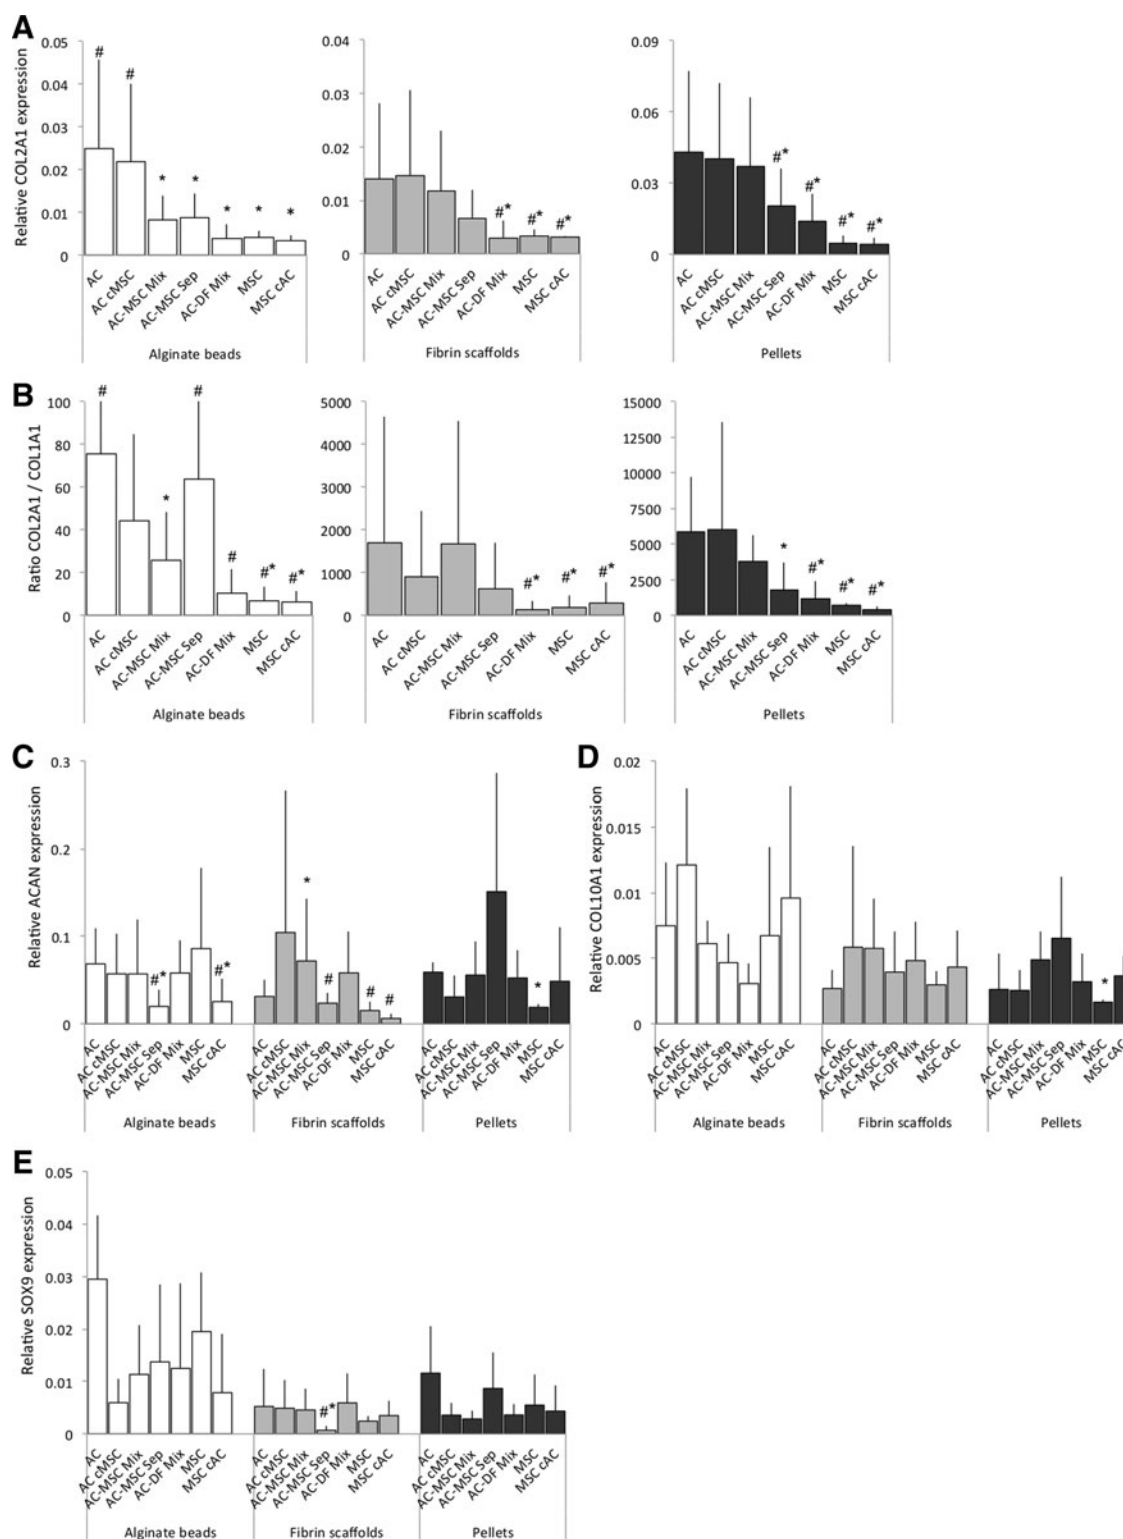 A
Relative COL2A1 expression
0.05
0.04
0.03
0.02
0.01
0
# # * * * * *
AC
AC cMSC
AC-MSC Mix
AC-MSC Sep
AC-DF Mix
MSC
MSC cAC
Alginate beads
0.04
0.03
0.02
0.01
0
#* #* #*
AC
AC cMSC
AC-MSC Mix
AC-MSC Sep
AC-DF Mix
MSC
MSC cAC
Fibrin scaffolds
0.09
0.06
0.03
0
#* #* #* #*
AC
AC cMSC
AC-MSC Mix
AC-MSC Sep
AC-DF Mix
MSC
MSC cAC
Pellets
B
Ratio COL2A1 / COL1A1
100
80
60
40
20
0
# * # # #* #*
AC
AC cMSC
AC-MSC Mix
AC-MSC Sep
AC-DF Mix
MSC
MSC cAC
Alginate beads
5000
4000
3000
2000
1000
0
#* #* #*
AC
AC cMSC
AC-MSC Mix
AC-MSC Sep
AC-DF Mix
MSC
MSC cAC
Fibrin scaffolds
15000
12500
10000
7500
5000
2500
0
* #* #* #*
AC
AC cMSC
AC-MSC Mix
AC-MSC Sep
AC-DF Mix
MSC
MSC cAC
Pellets
C
Relative ACAN expression
0.3
0.2
0.1
0
#* #* * # # # *
AC
AC cMSC
AC-MSC Mix
AC-MSC Sep
AC-DF Mix
MSC
MSC cAC
Alginate beads
AC
AC cMSC
AC-MSC Mix
AC-MSC Sep
AC-DF Mix
MSC
MSC cAC
Fibrin scaffolds
AC
AC cMSC
AC-MSC Mix
AC-MSC Sep
AC-DF Mix
MSC
MSC cAC
Pellets
D
Relative COL10A1 expression
0.02
0.015
0.01
0.005
0
*
AC
AC cMSC
AC-MSC Mix
AC-MSC Sep
AC-DF Mix
MSC
MSC cAC
Alginate beads
AC
AC cMSC
AC-MSC Mix
AC-MSC Sep
AC-DF Mix
MSC
MSC cAC
Fibrin scaffolds
AC
AC cMSC
AC-MSC Mix
AC-MSC Sep
AC-DF Mix
MSC
MSC cAC
Pellets
E
Relative SOX9 expression
0.05
0.04
0.03
0.02
0.01
0
#*
AC
AC cMSC
AC-MSC Mix
AC-MSC Sep
AC-DF Mix
MSC
MSC cAC
Alginate beads
AC
AC cMSC
AC-MSC Mix
AC-MSC Sep
AC-DF Mix
MSC
MSC cAC
Fibrin scaffolds
AC
AC cMSC
AC-MSC Mix
AC-MSC Sep
AC-DF Mix
MSC
MSC cAC
Pellets